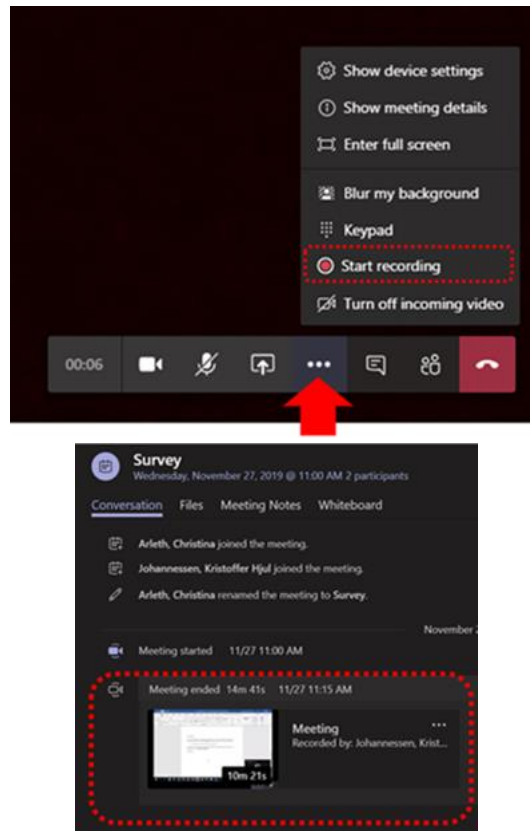 Show device settings
Show meeting details
Enter full screen
Blur my background
Keypad
Start recording
Turn off incoming video
00:06
Survey
Wednesday, November 27, 2019 @ 11:00 AM 2 participants
Conversation Files Meeting Notes Whiteboard
Arleth, Christina joined the meeting.
Johannessen, Kristoffer Hjul joined the meeting.
Arleth, Christina renamed the meeting to Survey.
November 2
Meeting started 11/27 11:00 AM
Meeting ended 14m 41s 11/27 11:15 AM
Meeting
Recorded by: Johannessen, Krist...
10m 21s